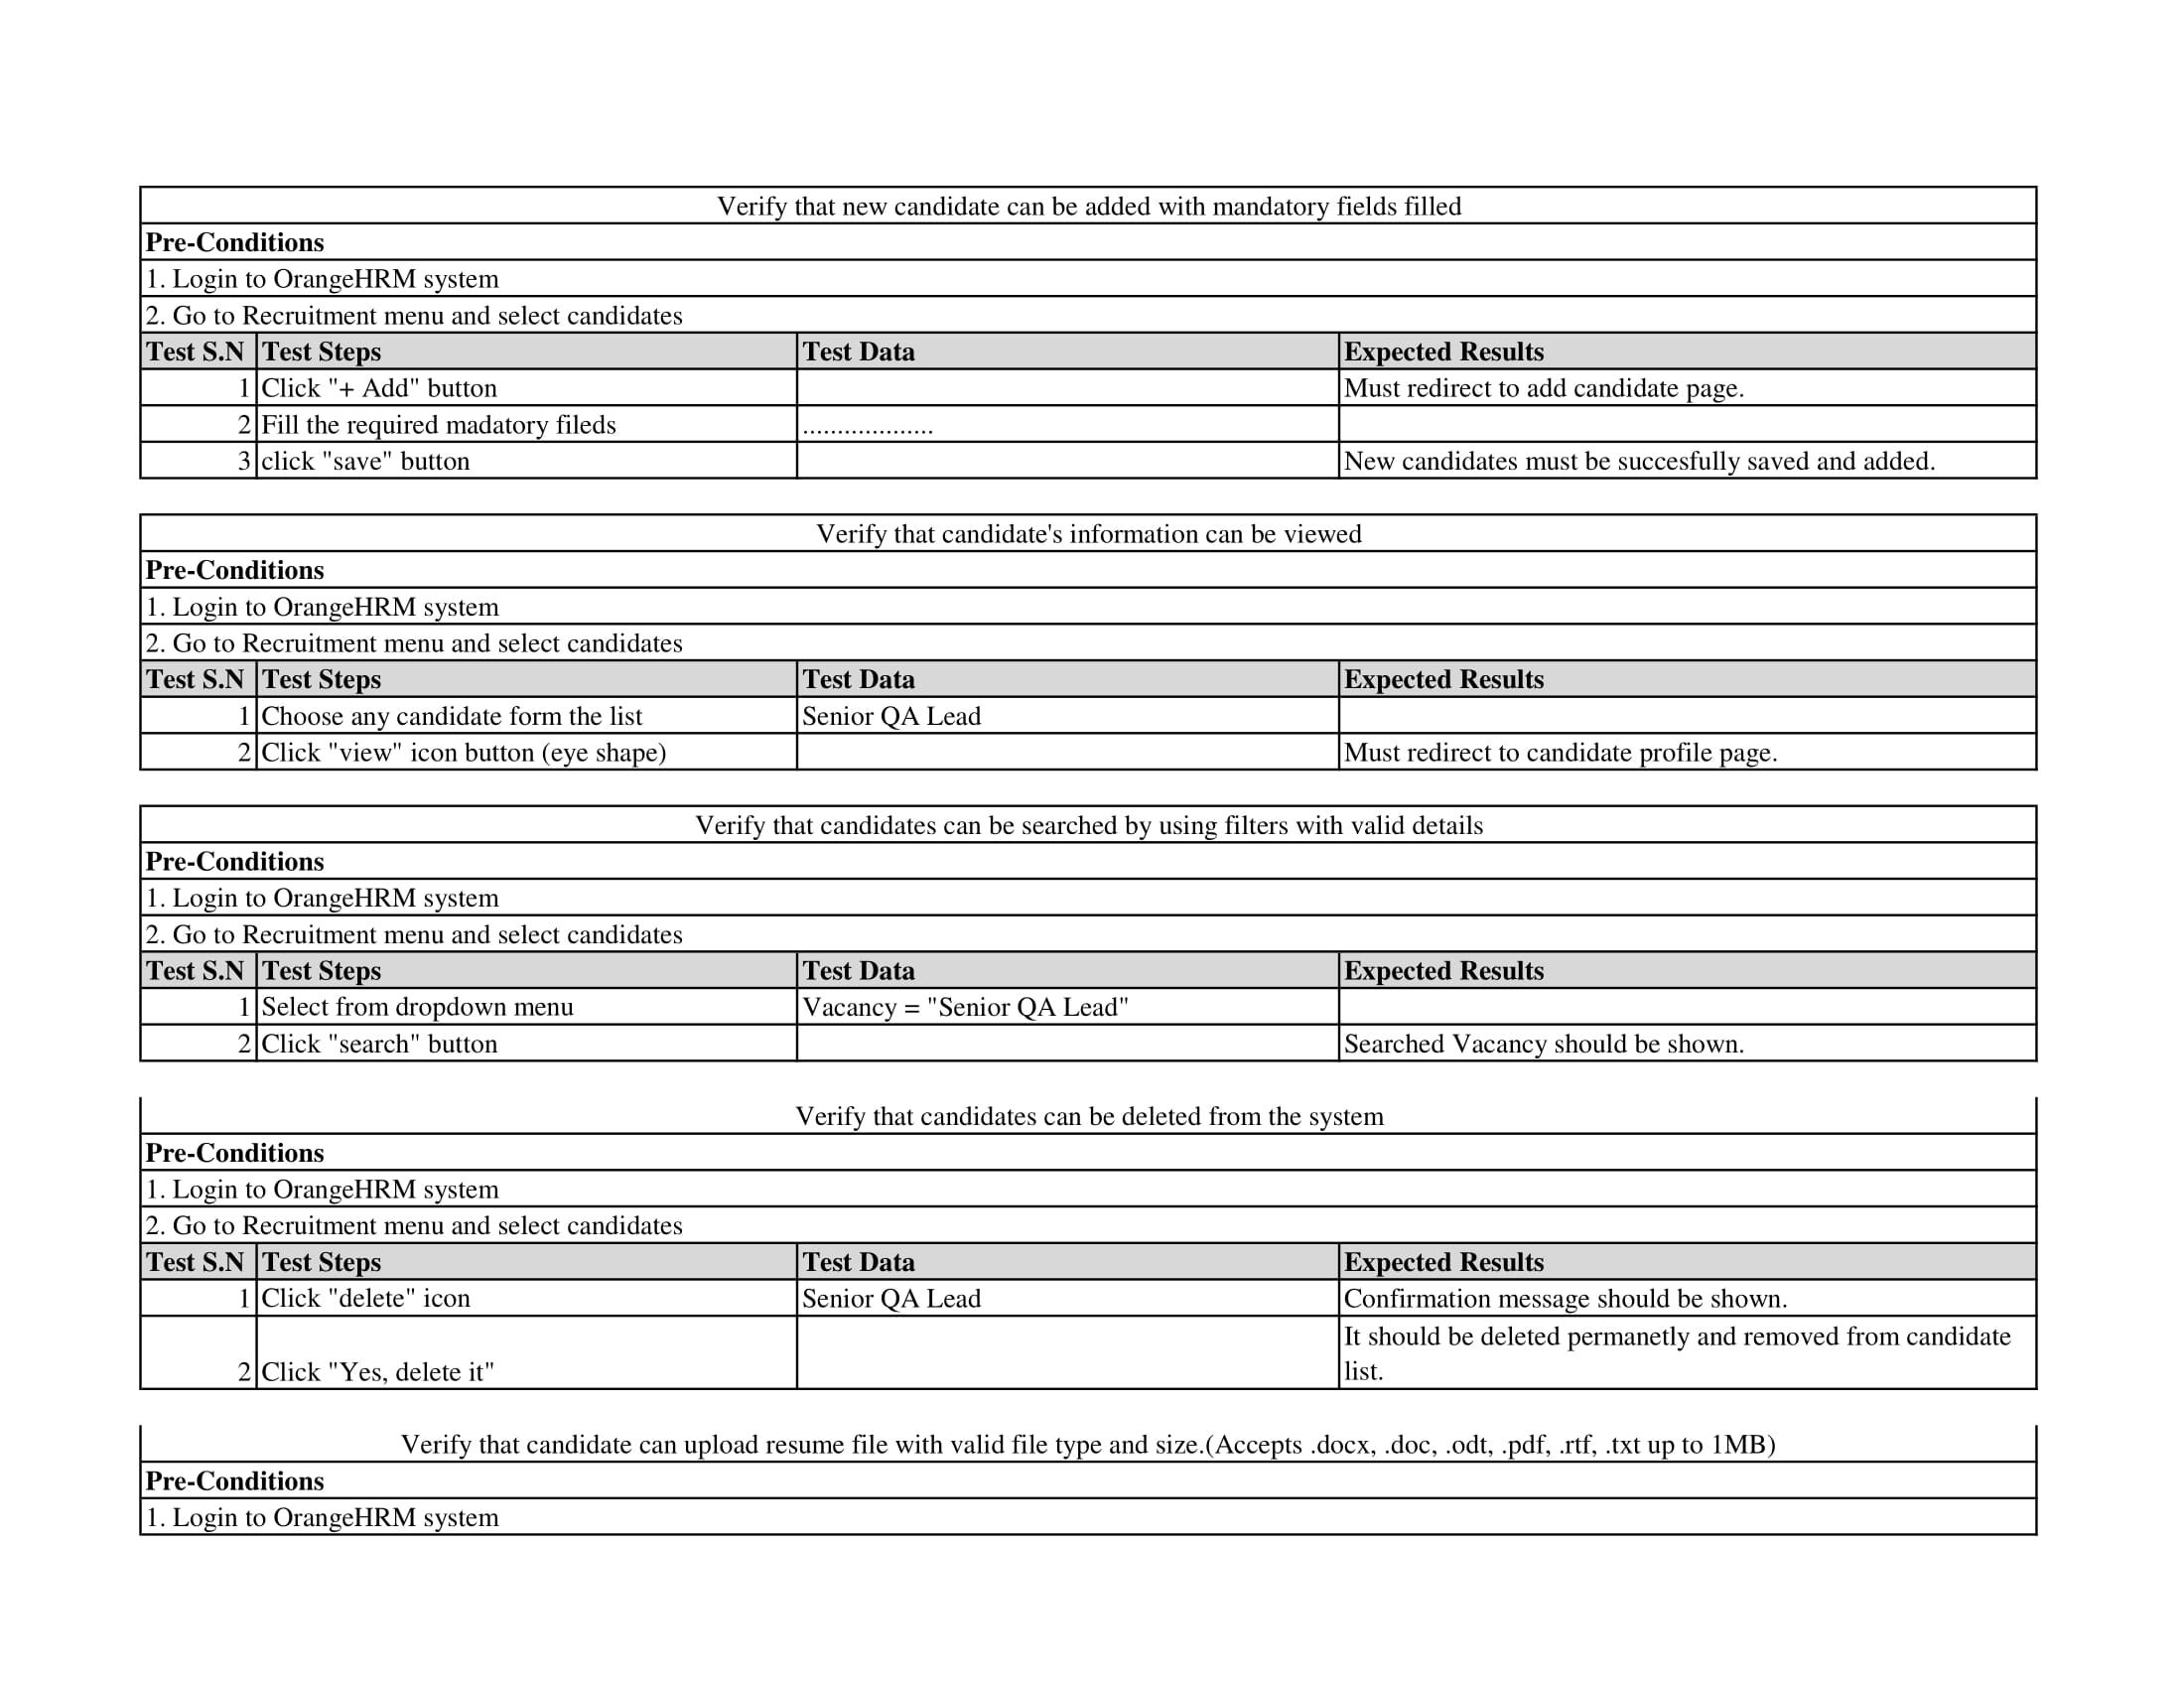 Verify that new candidate can be added with mandatory fields filled
Pre-Conditions
1. Login to OrangeHRM system
2. Go to Recruitment menu and select candidates
Test S.N Test Steps Test Data Expected Results
1 Click "+ Add" button Must redirect to add candidate page.
2 Fill the required madatory fileds ...................
3 click "save" button New candidates must be succesfully saved and added.
Verify that candidate's information can be viewed
Pre-Conditions
1. Login to OrangeHRM system
2. Go to Recruitment menu and select candidates
Test S.N Test Steps Test Data Expected Results
1 Choose any candidate form the list Senior QA Lead
2 Click "view" icon button (eye shape) Must redirect to candidate profile page.
Verify that candidates can be searched by using filters with valid details
Pre-Conditions
1. Login to OrangeHRM system
2. Go to Recruitment menu and select candidates
Test S.N Test Steps Test Data Expected Results
1 Select from dropdown menu Vacancy = "Senior QA Lead"
2 Click "search" button Searched Vacancy should be shown.
Verify that candidates can be deleted from the system
Pre-Conditions
1. Login to OrangeHRM system
2. Go to Recruitment menu and select candidates
Test S.N Test Steps Test Data Expected Results
1 Click "delete" icon Senior QA Lead Confirmation message should be shown.
It should be deleted permanetly and removed from candidate
2 Click "Yes, delete it" list.
Verify that candidate can upload resume file with valid file type and size.(Accepts .docx, .doc, .odt, .pdf, .rtf, .txt up to 1MB)
Pre-Conditions
1. Login to OrangeHRM system